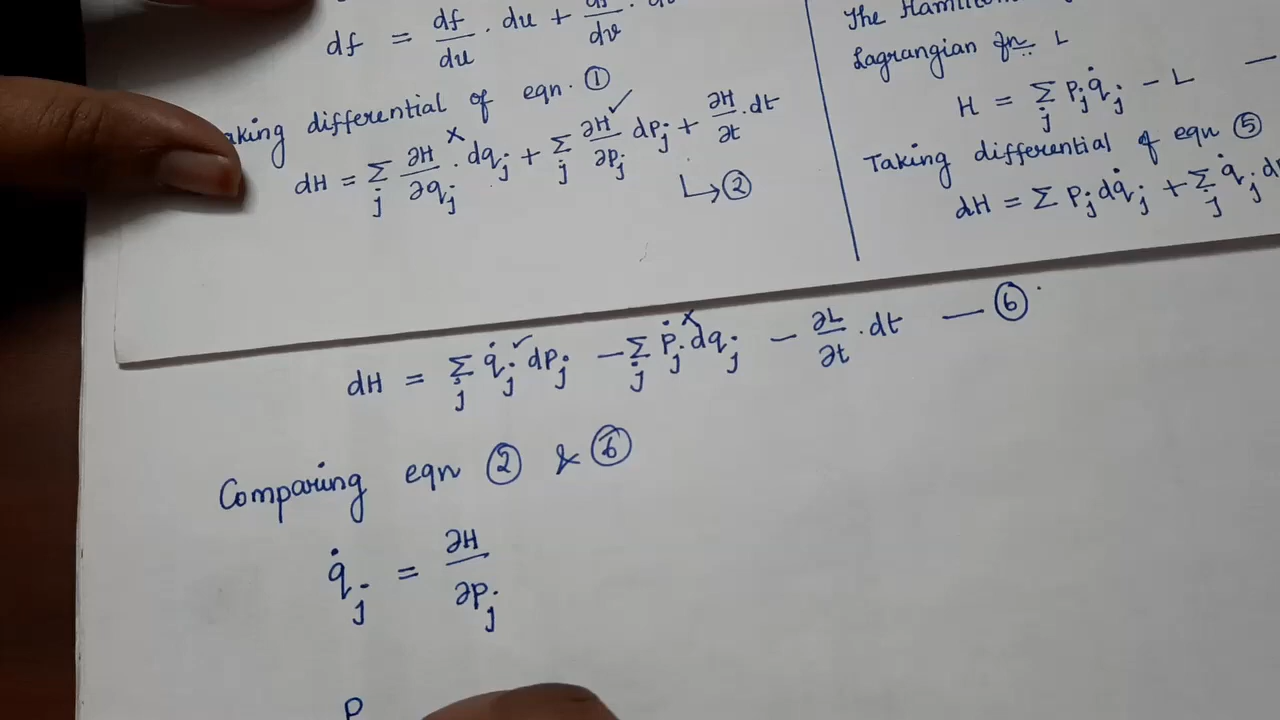 df = df/du . du + 
Taking differential of eqn. ①
dH = Σ_j ∂H/∂q_j . dq_j + Σ_j ∂H/∂p_j dp_j + ∂H/∂t . dt
↳ ②
The
Lagrangian fn. L
H = Σ_j p_j q̇_j – L —
Taking differential of eqn ⑤
dH = Σ p_j dq̇_j + Σ_j q̇_j
dH = Σ_j q̇_j dp_j – Σ_j ṗ_j dq_j – ∂L/∂t . dt — ⑥
Comparing eqn ② & ⑥
q̇_j = ∂H/∂p_j
P